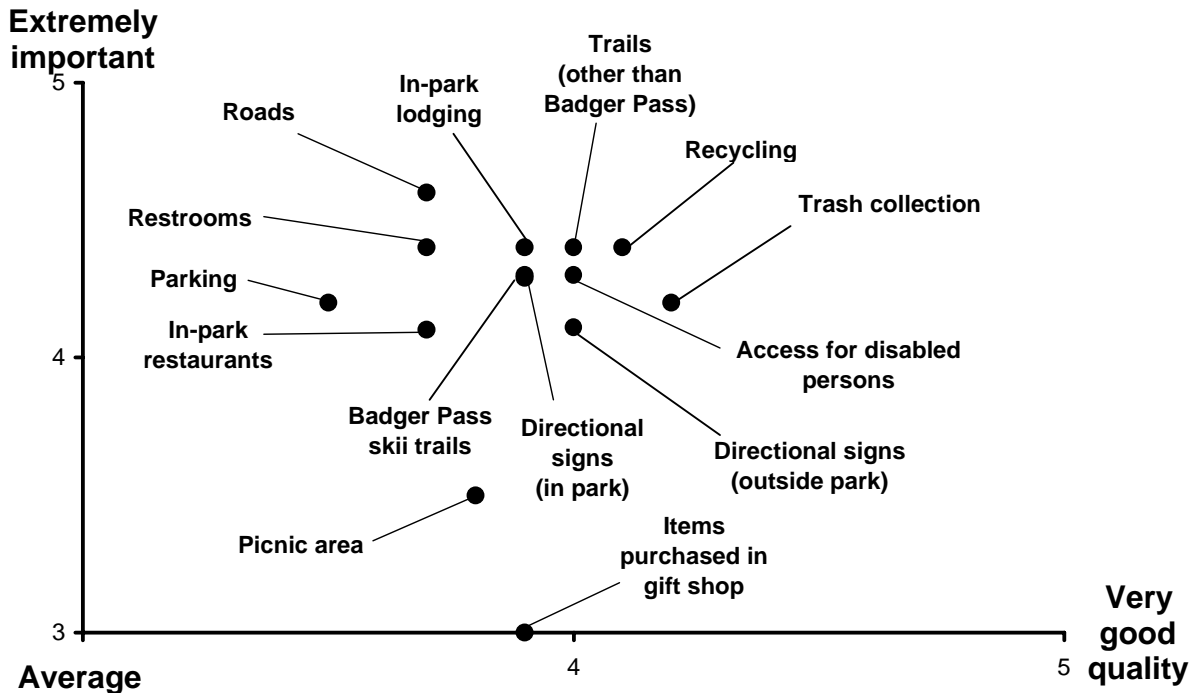 Extremely
important
5
Trails
(other than
Badger Pass)
In-park
lodging
Roads
Recycling
Trash collection
Restrooms
Parking
In-park
restaurants
4
Access for disabled
persons
Badger Pass
skii trails
Directional
signs
(in park)
Directional signs
(outside park)
Picnic area
Items
purchased in
gift shop
3
4
5
Very
good
quality
Average